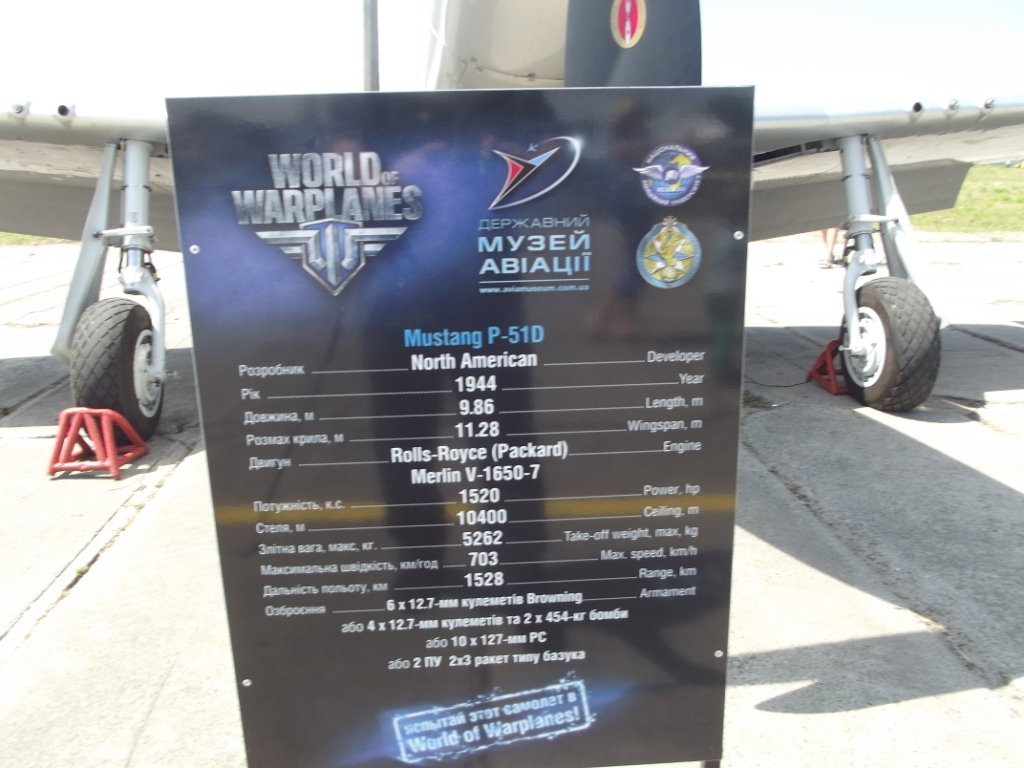 WORLD OF
WARPLANES
ДЕРЖАВНИЙ
МУЗЕЙ
АВІАЦІЇ
www.aviamuseum.com.ua
Mustang P-51D
Розробник North American Developer
Рік 1944 Year
Довжина, м 9.86 Length, m
Розмах крила, м 11.28 Wingspan, m
Двигун Rolls-Royce (Packard) Engine
Merlin V-1650-7
Потужність, к.с. 1520 Power, hp
Стеля, м 10400 Ceiling, m
Злітна вага, макс, кг. 5262 Take-off weight, max, kg
Максимальна швідкість, км/год 703 Max. speed, km/h
Дальність польоту, км 1528 Range, km
Озброєння 6 x 12.7-мм кулеметів Browning Armament
або 4 x 12.7-мм кулеметів та 2 x 454-кг бомби
або 10 x 127-мм РС
або 2 ПУ 2x3 ракет типу базука
испытай этот самолет в
World of Warplanes!